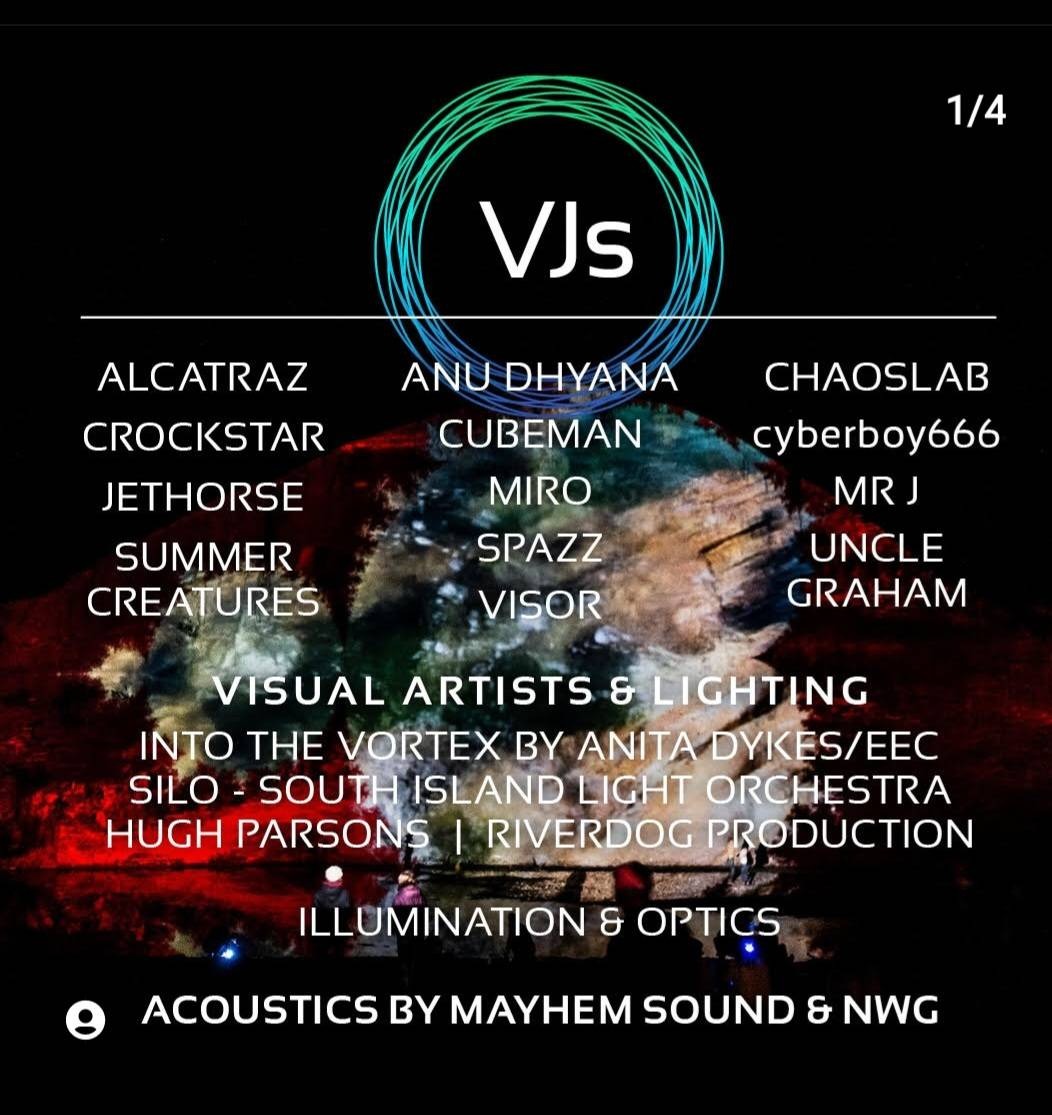 1/4
VJs
ALCATRAZ
ANU DHYANA
CHAOSLAB
CROCKSTAR
CUBEMAN
cyberboy666
JETHORSE
MIRO
MR J
SUMMER
CREATURES
SPAZZ
VISOR
UNCLE
GRAHAM
VISUAL ARTISTS & LIGHTING
INTO THE VORTEX BY ANITA DYKES/EEC
SILO - SOUTH ISLAND LIGHT ORCHESTRA
HUGH PARSONS | RIVERDOG PRODUCTION
ILLUMINATION & OPTICS
ACOUSTICS BY MAYHEM SOUND & NWG